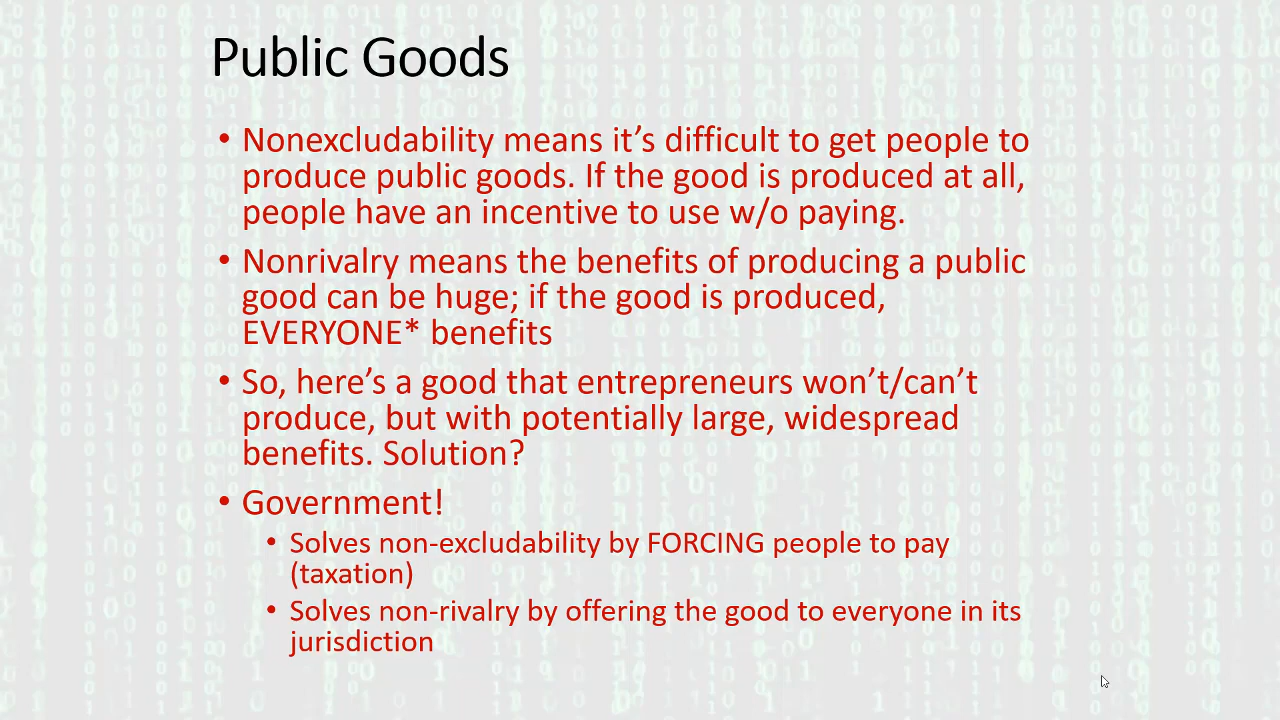 Public Goods
• Nonexcludability means it’s difficult to get people to
produce public goods. If the good is produced at all,
people have an incentive to use w/o paying.
• Nonrivalry means the benefits of producing a public
good can be huge; if the good is produced,
EVERYONE* benefits
• So, here’s a good that entrepreneurs won’t/can’t
produce, but with potentially large, widespread
benefits. Solution?
• Government!
• Solves non-excludability by FORCING people to pay
(taxation)
• Solves non-rivalry by offering the good to everyone in its
jurisdiction